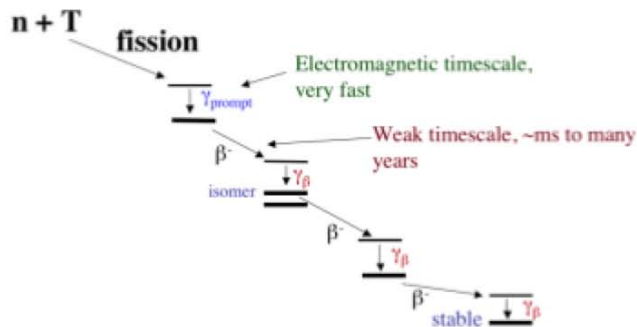 n + T
fission
Electromagnetic timescale,
very fast
γprompt
Weak timescale, ~ms to many
years
β-
γβ
isomer
β-
γβ
β-
γβ
stable